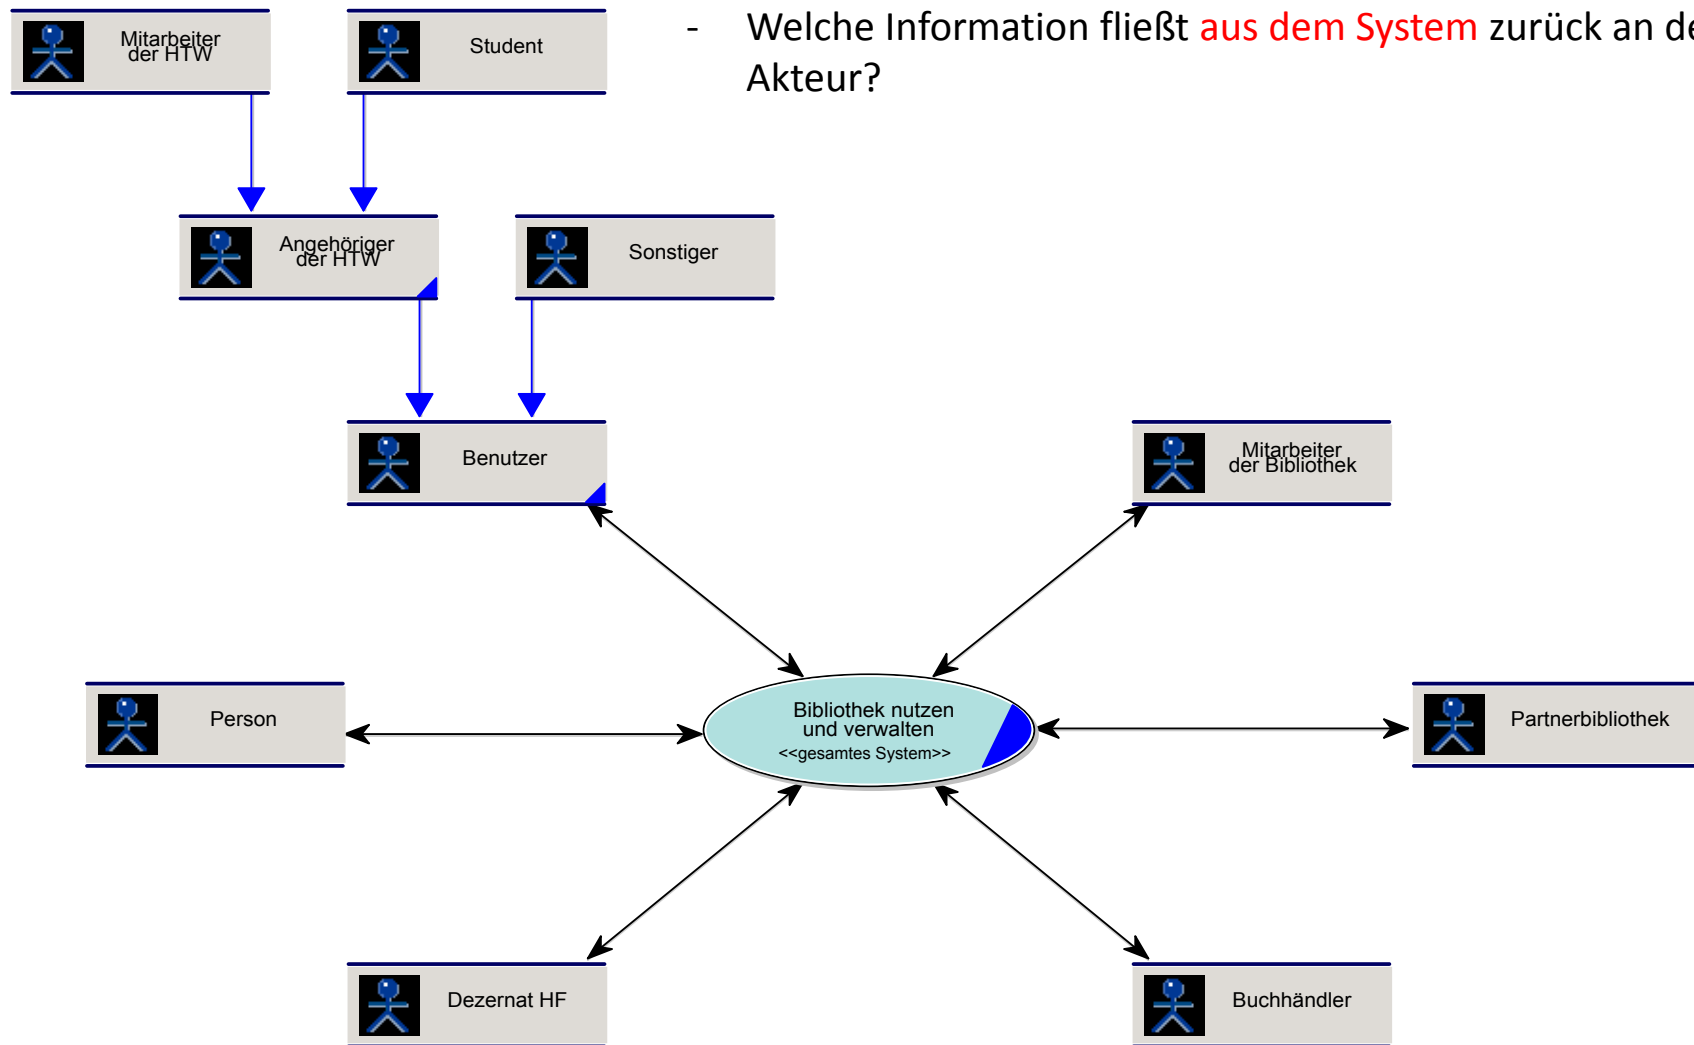 - Welche Information fließt aus dem System zurück an de
Akteur?
Mitarbeiter
der HTW
Student
Angehöriger
der HTW
Sonstiger
Benutzer
Mitarbeiter
der Bibliothek
Person
Bibliothek nutzen
und verwalten
<<gesamtes System>>
Partnerbibliothek
Dezernat HF
Buchhändler